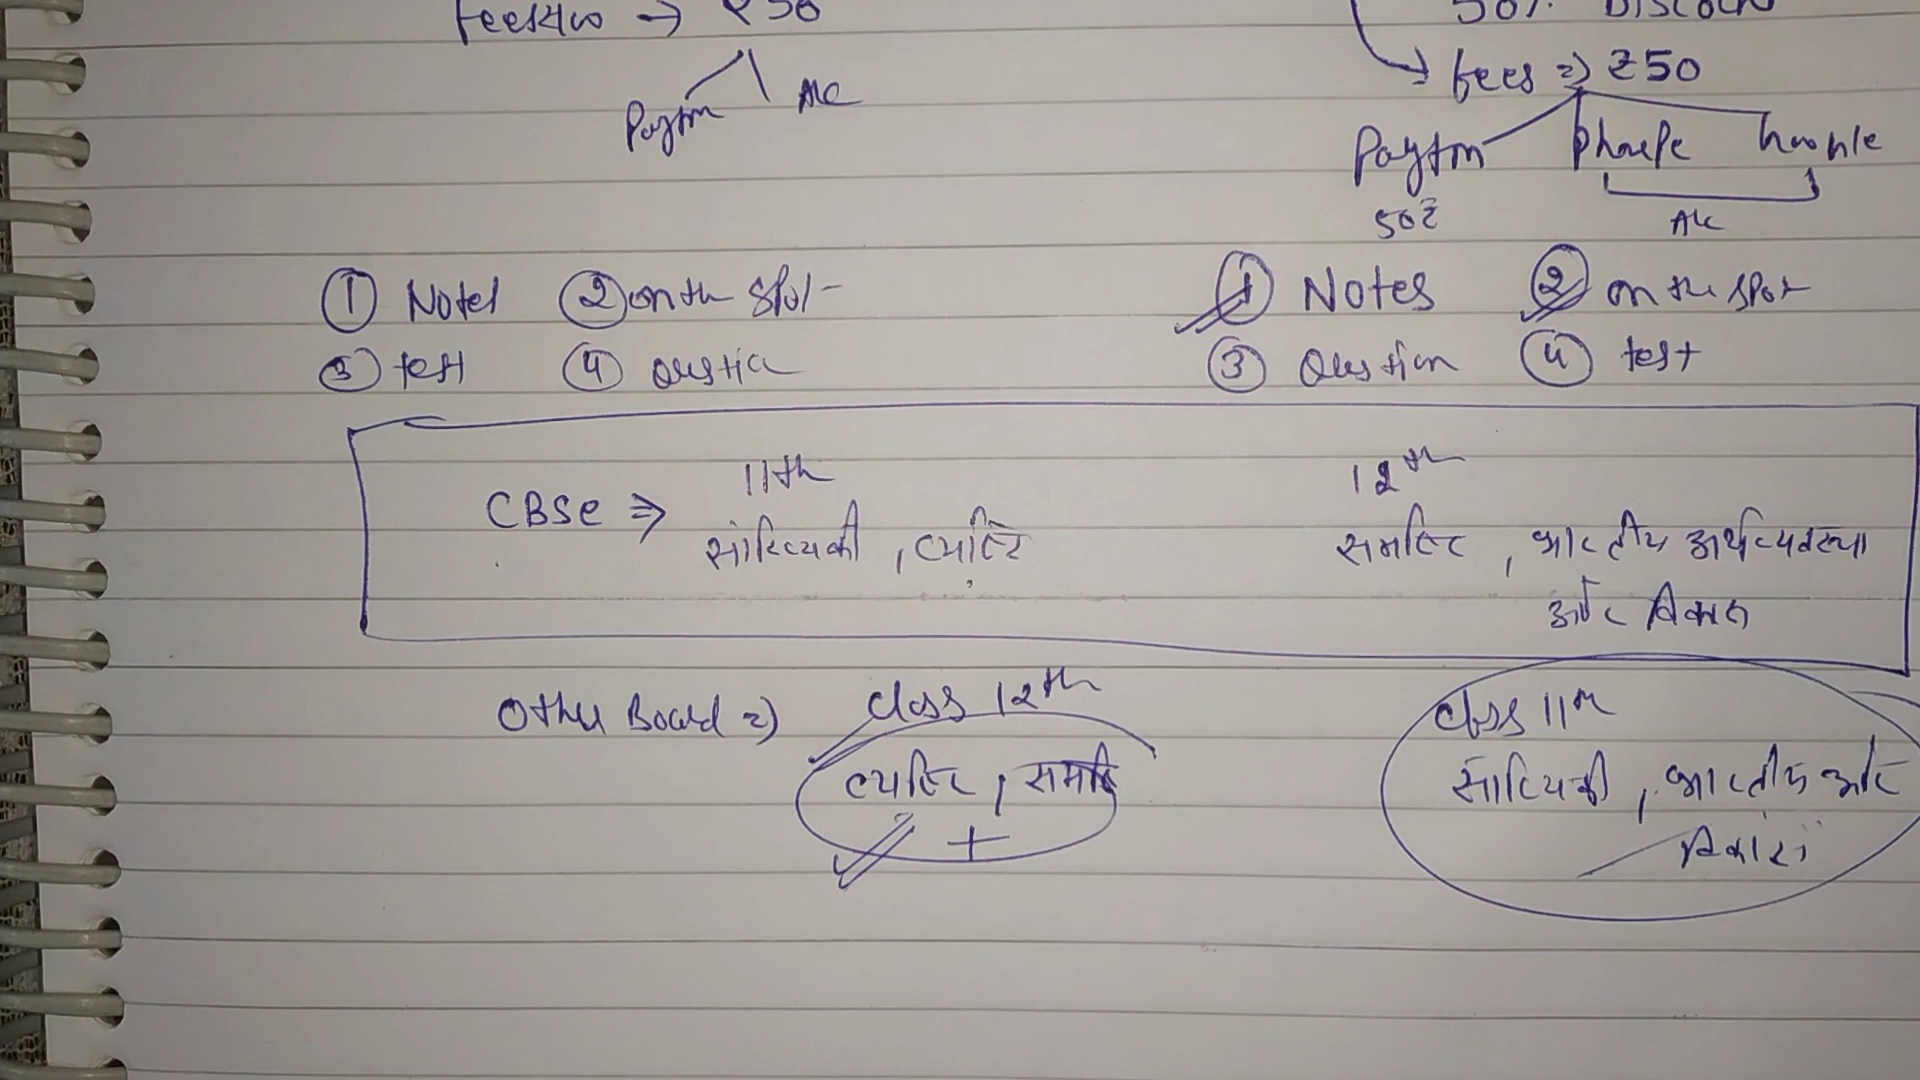 fees → ₹50 50% Discou
fees ⇒ ₹50
Paytm A/c Paytm PhonePe
50₹ A/c
① Notes ② on the spot ① Notes ② on the spot
③ test ④ Question ③ Question ④ test
11th 12th
CBSE ⇒ सांख्यिकी , व्यष्टि समष्टि , भारतीय अर्थव्यवस्था
और विकास
Other Board ⇒ class 12th class 11th
व्यष्टि , समष्टि सांख्यिकी , भारतीय और
+ विकास